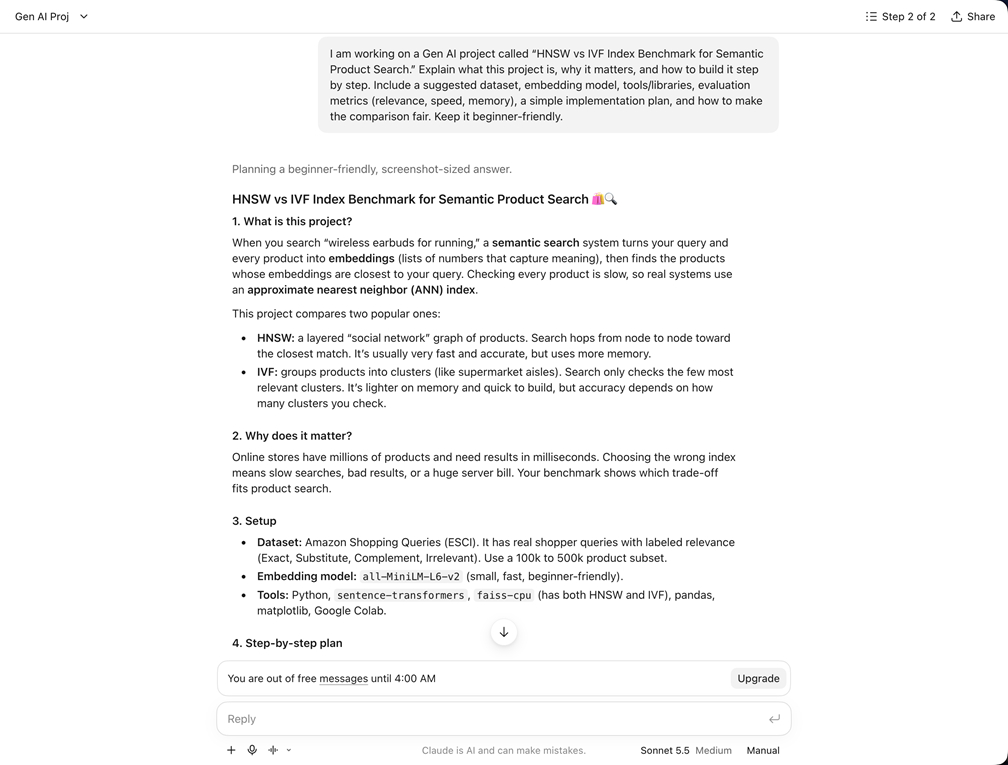 Gen AI Proj
Step 2 of 2
Share
I am working on a Gen AI project called “HNSW vs IVF Index Benchmark for Semantic
Product Search.” Explain what this project is, why it matters, and how to build it step
by step. Include a suggested dataset, embedding model, tools/libraries, evaluation
metrics (relevance, speed, memory), a simple implementation plan, and how to make
the comparison fair. Keep it beginner-friendly.
Planning a beginner-friendly, screenshot-sized answer.
HNSW vs IVF Index Benchmark for Semantic Product Search 🛍️🔍
1. What is this project?
When you search “wireless earbuds for running,” a semantic search system turns your query and
every product into embeddings (lists of numbers that capture meaning), then finds the products
whose embeddings are closest to your query. Checking every product is slow, so real systems use
an approximate nearest neighbor (ANN) index.
This project compares two popular ones:
• HNSW: a layered “social network” graph of products. Search hops from node to node toward
the closest match. It’s usually very fast and accurate, but uses more memory.
• IVF: groups products into clusters (like supermarket aisles). Search only checks the few most
relevant clusters. It’s lighter on memory and quick to build, but accuracy depends on how
many clusters you check.
2. Why does it matter?
Online stores have millions of products and need results in milliseconds. Choosing the wrong index
means slow searches, bad results, or a huge server bill. Your benchmark shows which trade-off
fits product search.
3. Setup
• Dataset: Amazon Shopping Queries (ESCI). It has real shopper queries with labeled relevance
(Exact, Substitute, Complement, Irrelevant). Use a 100k to 500k product subset.
• Embedding model: all-MiniLM-L6-v2 (small, fast, beginner-friendly).
• Tools: Python, sentence-transformers, faiss-cpu (has both HNSW and IVF), pandas,
matplotlib, Google Colab.
4. Step-by-step plan
You are out of free messages until 4:00 AM
Upgrade
Reply
Claude is AI and can make mistakes.
Sonnet 5.5 Medium
Manual